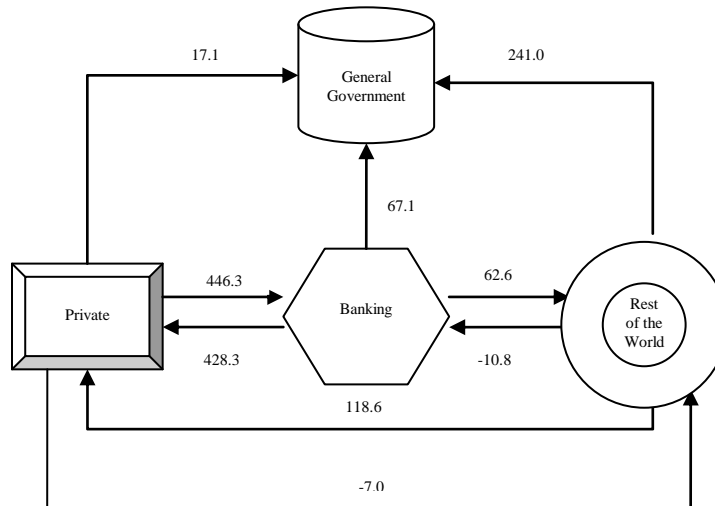 17.1
241.0
General
Government
67.1
446.3
62.6
Private
Banking
Rest
of the
World
428.3
-10.8
118.6
-7.0